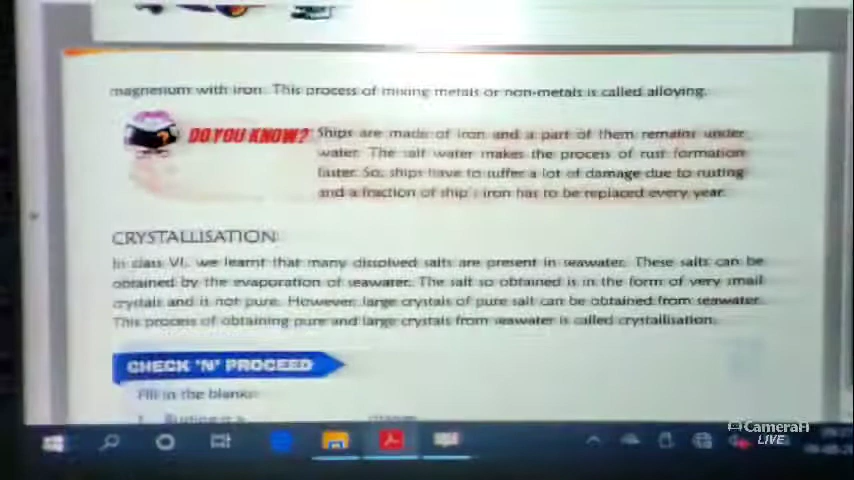 magnesium with iron. This process of mixing metals or non-metals is called alloying.
DO YOU KNOW?
Ships are made of iron and a part of them remains under
water. The salt water makes the process of rust formation
faster. So, ships have to suffer a lot of damage due to rusting
and a fraction of ship's iron has to be replaced every year.
CRYSTALLISATION
In class VI, we learnt that many dissolved salts are present in seawater. These salts can be
obtained by the evaporation of seawater. The salt so obtained is in the form of very small
crystals and is not pure. However, large crystals of pure salt can be obtained from seawater.
This process of obtaining pure and large crystals from seawater is called crystallisation.
CHECK 'N' PROCEED
Fill in the blanks:
1. Rusting is a change
CameraFi
LIVE